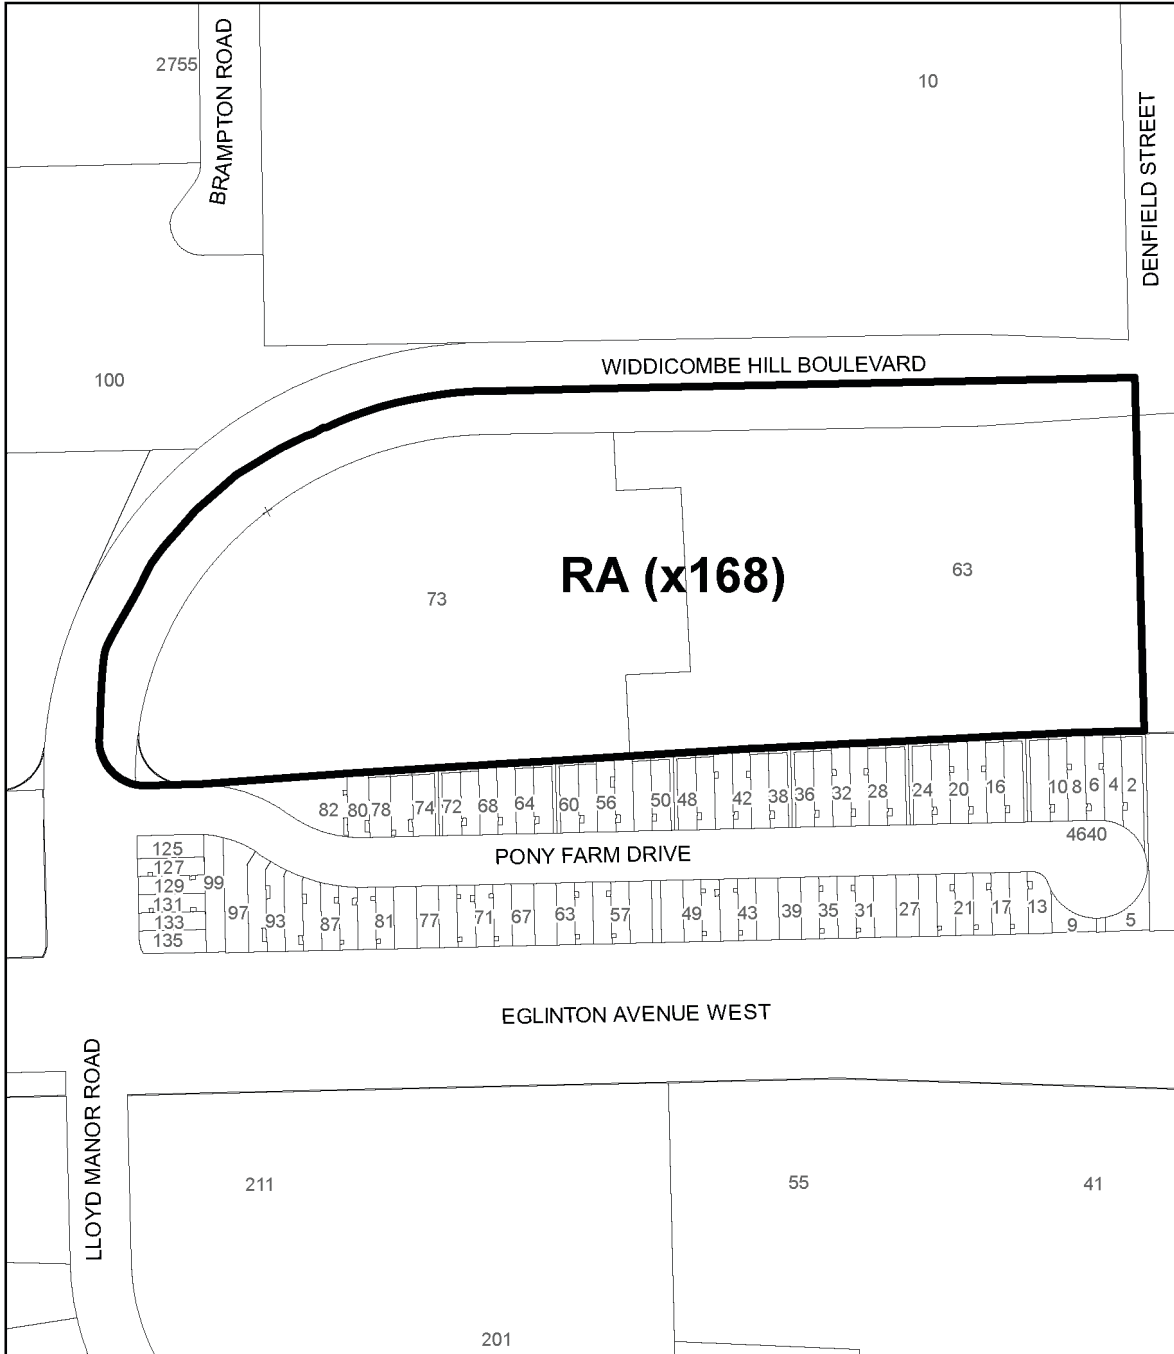 2755
BRAMPTON ROAD
10
DENFIELD STREET
WIDDICOMBE HILL BOULEVARD
100
RA (x168)
73
63
82 80 78 74 72 68 64 60 56 50 48 42 38 36 32 28 24 20 16 10 8 6 4 2
4640
PONY FARM DRIVE
125
127
129
131
133
135
99 97 93 87 81 77 71 67 63 57 49 43 39 35 31 27 21 17 13 9 5
EGLINTON AVENUE WEST
LLOYD MANOR ROAD
211
55
41
201